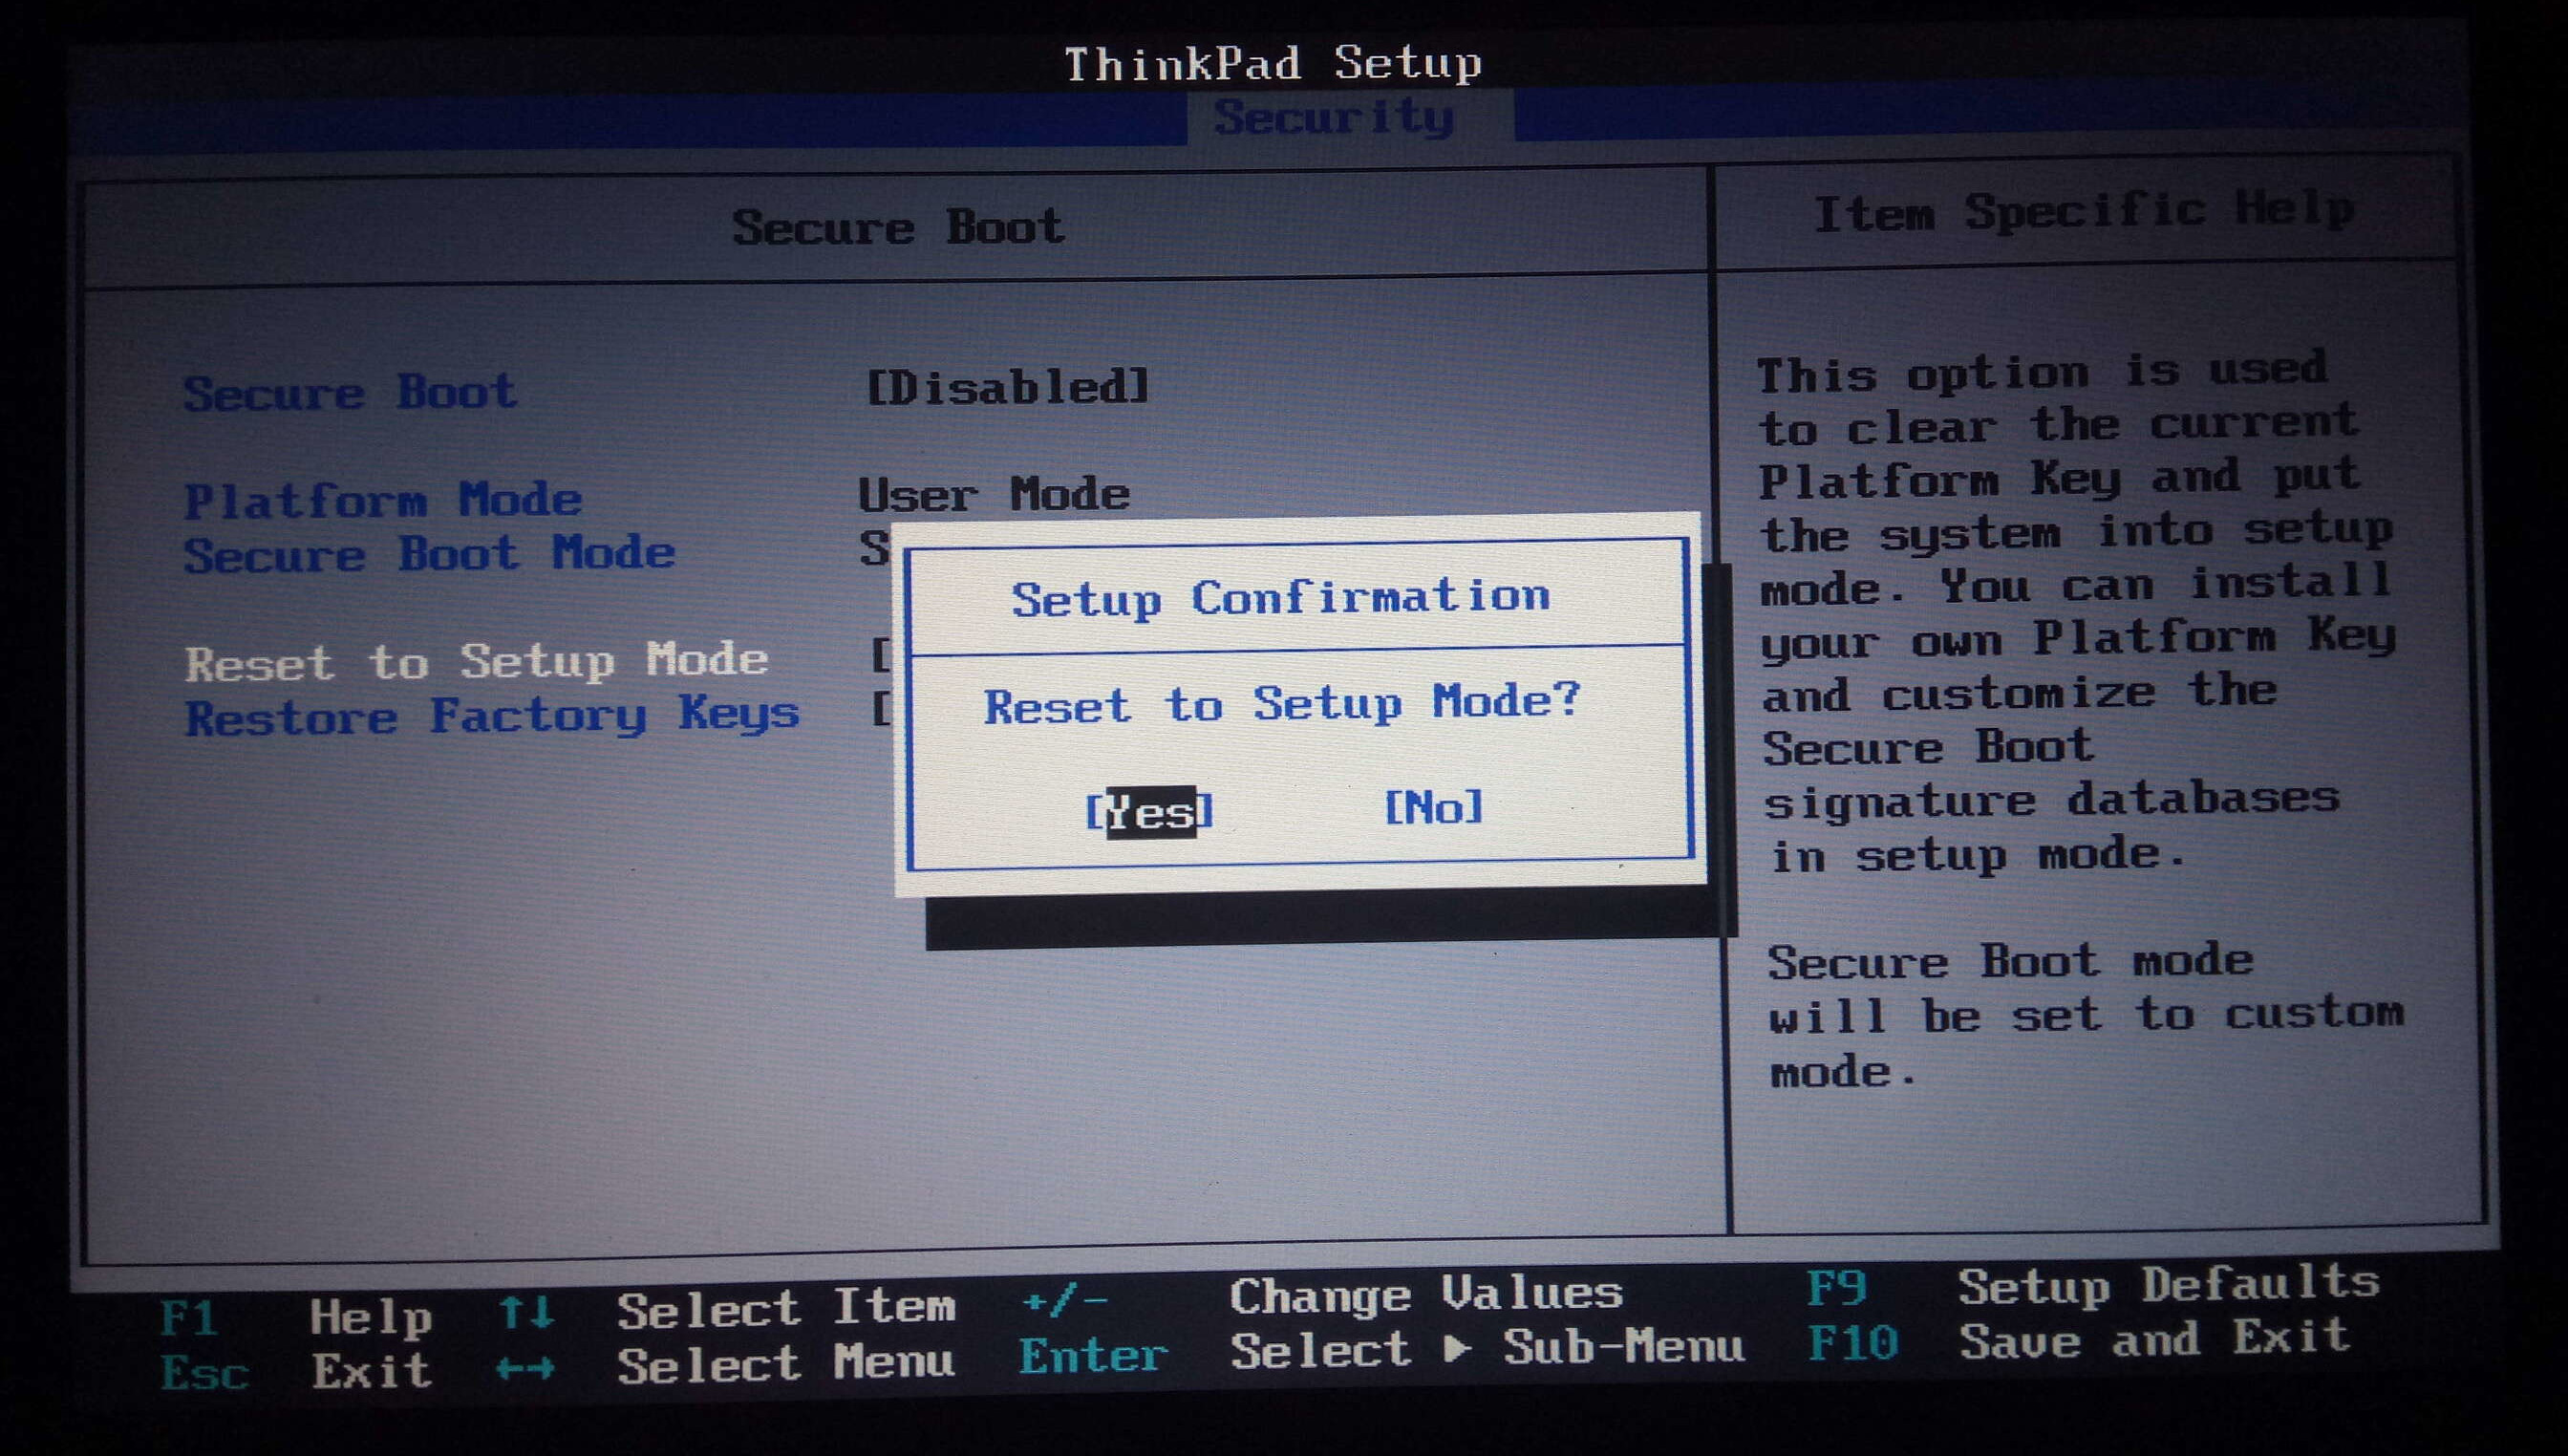 ThinkPad Setup
Security
Secure Boot
Item Specific Help
Secure Boot [Disabled]
Platform Mode User Mode
Secure Boot Mode S
Reset to Setup Mode [
Restore Factory Keys [
Setup Confirmation
Reset to Setup Mode?
[Yes] [No]
This option is used
to clear the current
Platform Key and put
the system into setup
mode. You can install
your own Platform Key
and customize the
Secure Boot
signature databases
in setup mode.
Secure Boot mode
will be set to custom
mode.
F1 Help ↑↓ Select Item +/- Change Values F9 Setup Defaults
Esc Exit ←→ Select Menu Enter Select ▶ Sub-Menu F10 Save and Exit